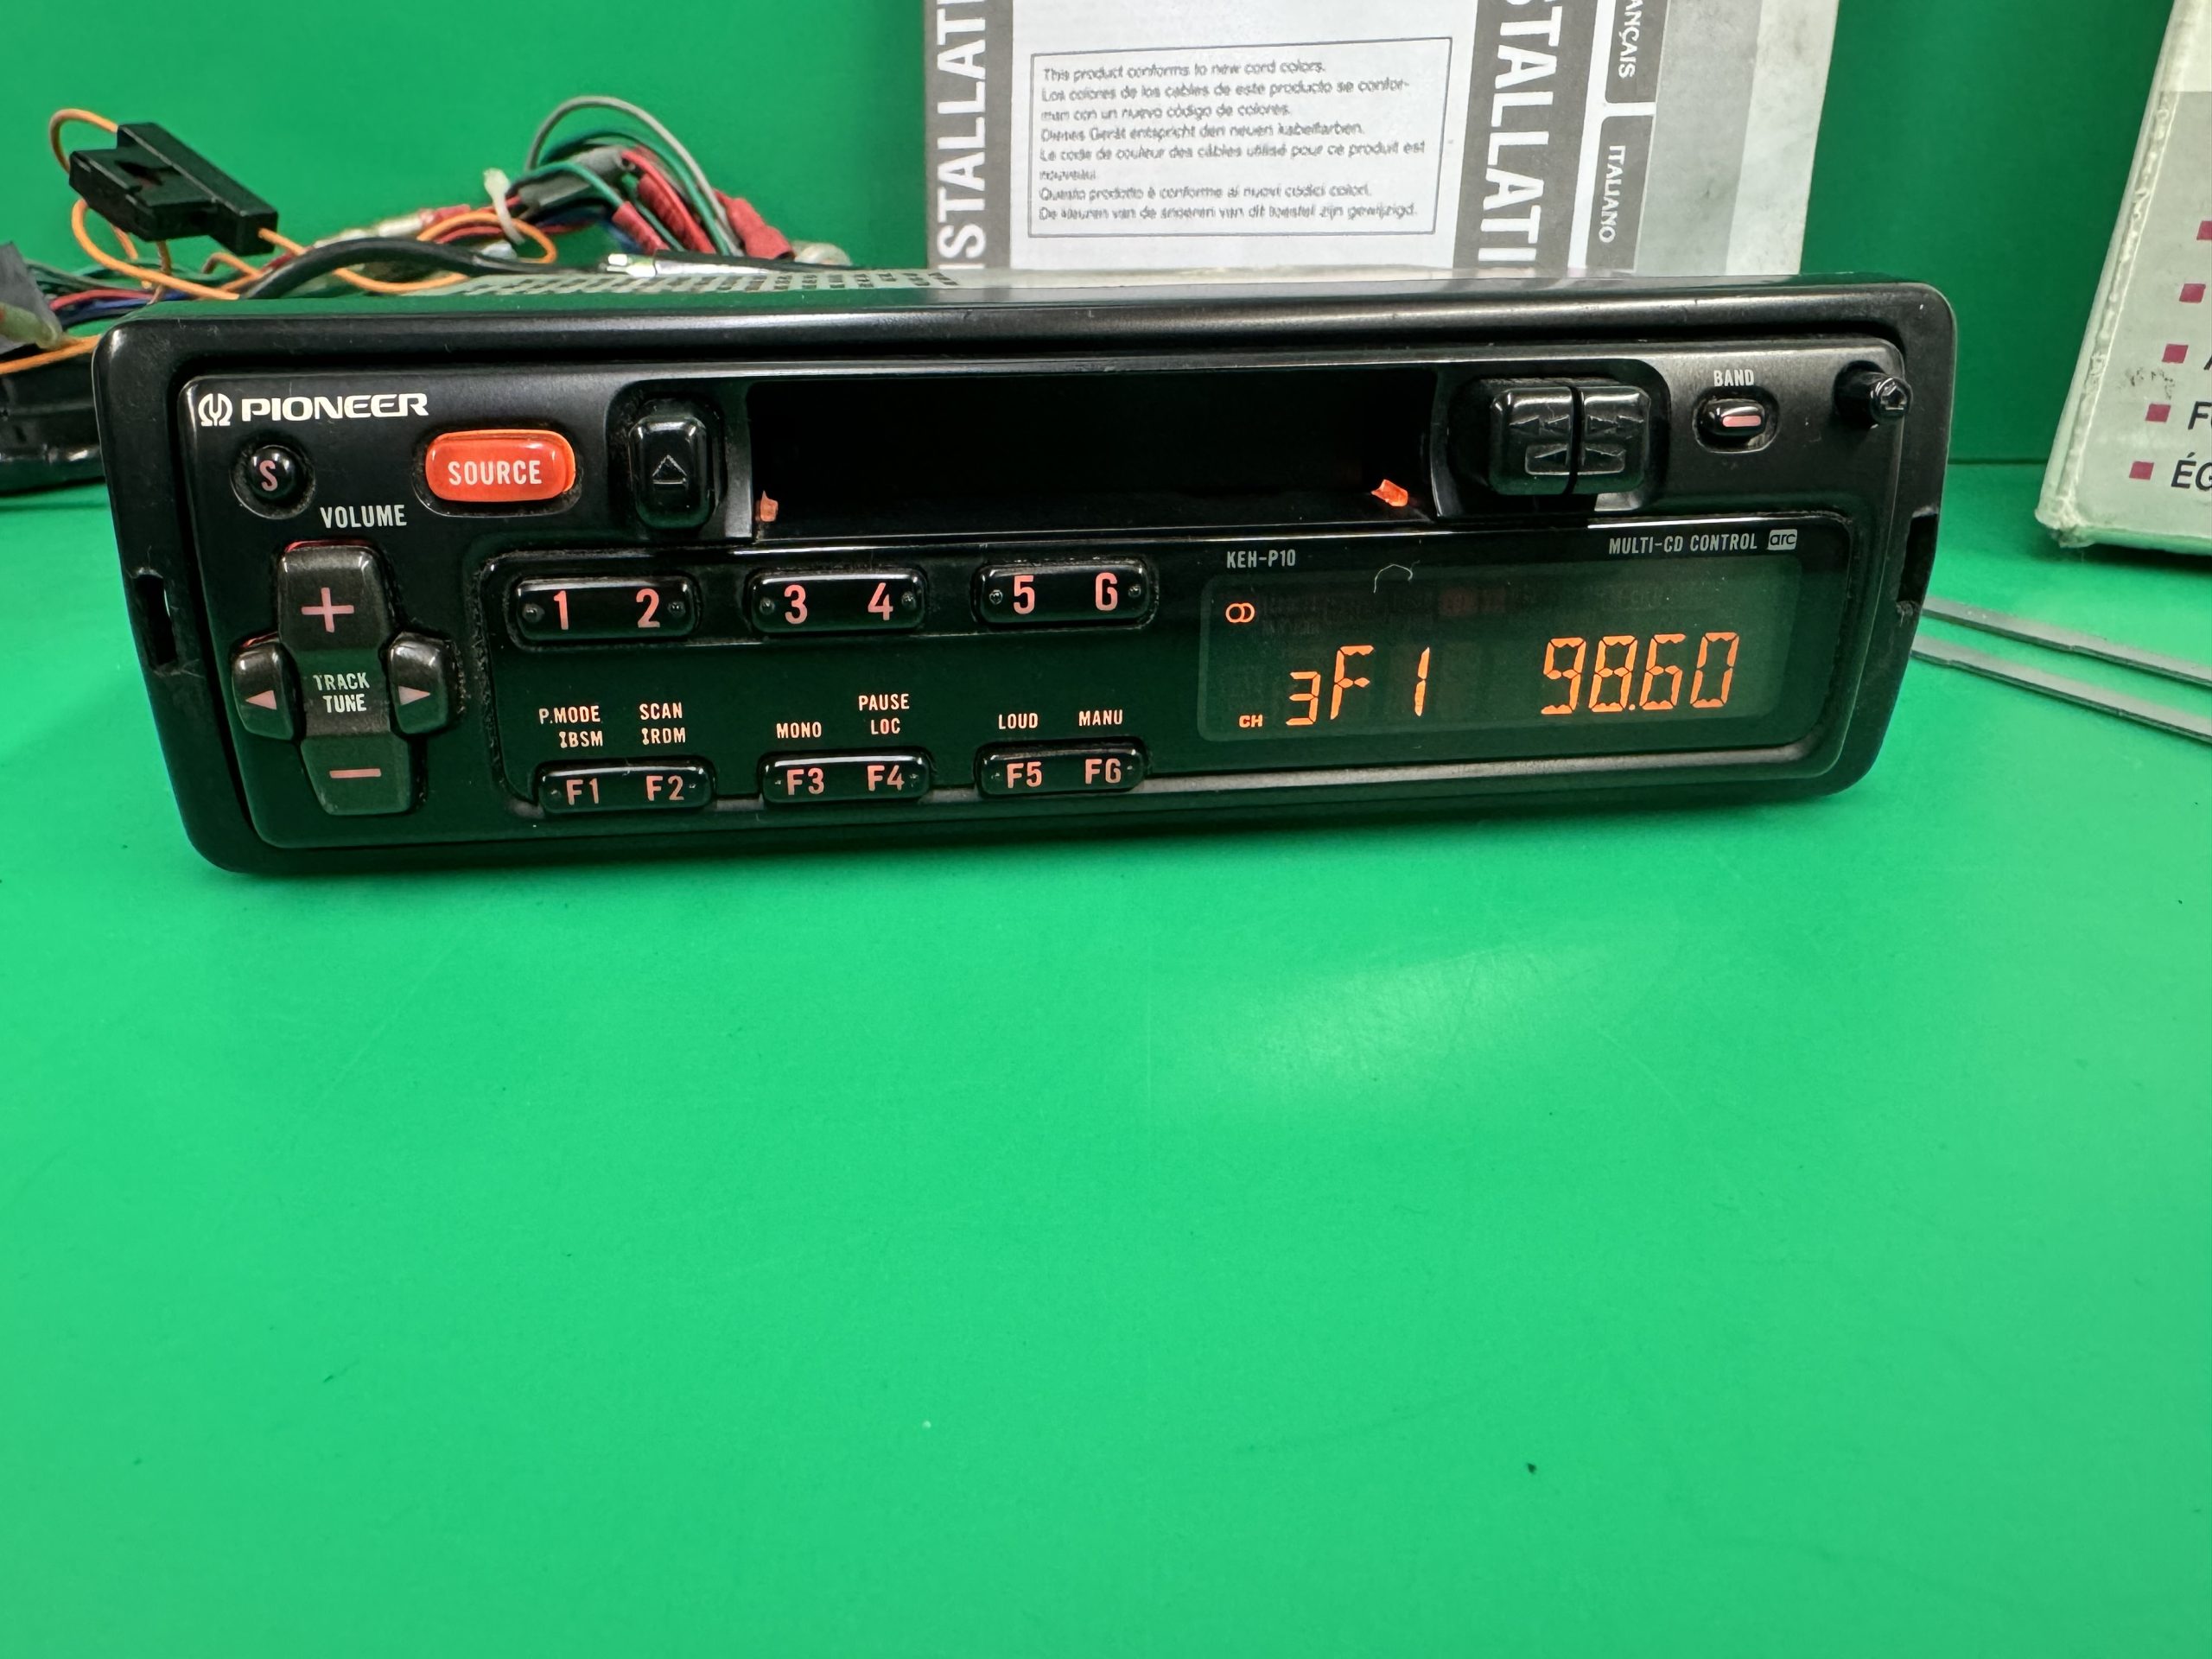 STALLATI
STALLATI
ANÇAIS
ITALIANO
This product conforms to new cord colors.
Los colores de los cables de este producto se confor-
man con un nuevo código de colores.
Dieses Gerät entspricht den neuen Kabelfarben.
Le code de couleur des câbles utilisé pour ce produit est
nouveau.
Questo prodotto è conforme ai nuovi codici colori.
De kleuren van de snoeren van dit toestel zijn gewijzigd.
F
ÉG
PIONEER
BAND
S
SOURCE
VOLUME
KEH-P10
MULTI-CD CONTROL arc
+
1 2 3 4 5 6
TRACK
TUNE
CH 3 F1 98.60
P.MODE SCAN PAUSE
BSM RDM MONO LOC LOUD MANU
−
F1 F2 F3 F4 F5 F6